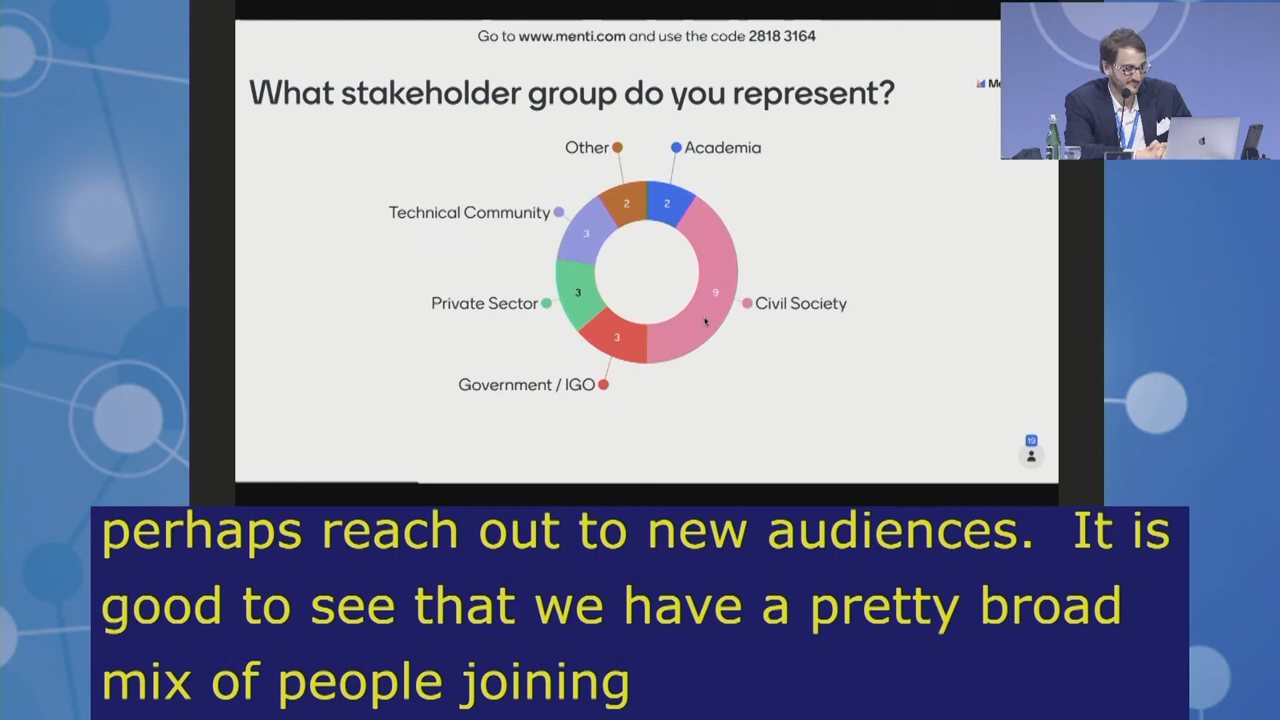 Go to www.menti.com and use the code 2818 3164
What stakeholder group do you represent?
Other
Academia
2
2
Technical Community
3
Private Sector
3
9
Civil Society
3
Government / IGO
19
perhaps reach out to new audiences. It is
good to see that we have a pretty broad
mix of people joining